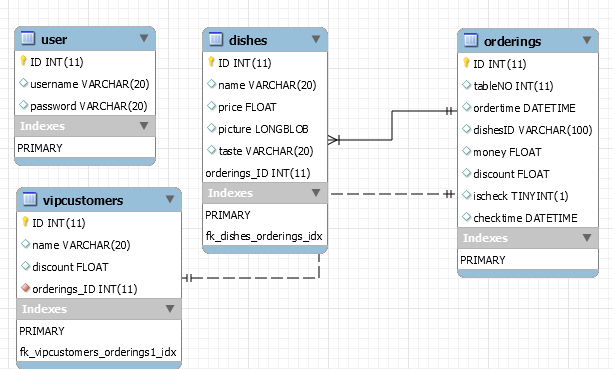 user
ID INT(11)
username VARCHAR(20)
password VARCHAR(20)
Indexes
PRIMARY
vipcustomers
ID INT(11)
name VARCHAR(20)
discount FLOAT
orderings_ID INT(11)
Indexes
PRIMARY
fk_vipcustomers_orderings1_idx
dishes
ID INT(11)
name VARCHAR(20)
price FLOAT
picture LONGBLOB
taste VARCHAR(20)
orderings_ID INT(11)
Indexes
PRIMARY
fk_dishes_orderings_idx
orderings
ID INT(11)
tableNO INT(11)
ordertime DATETIME
dishesID VARCHAR(100)
money FLOAT
discount FLOAT
ischeck TINYINT(1)
checktime DATETIME
Indexes
PRIMARY